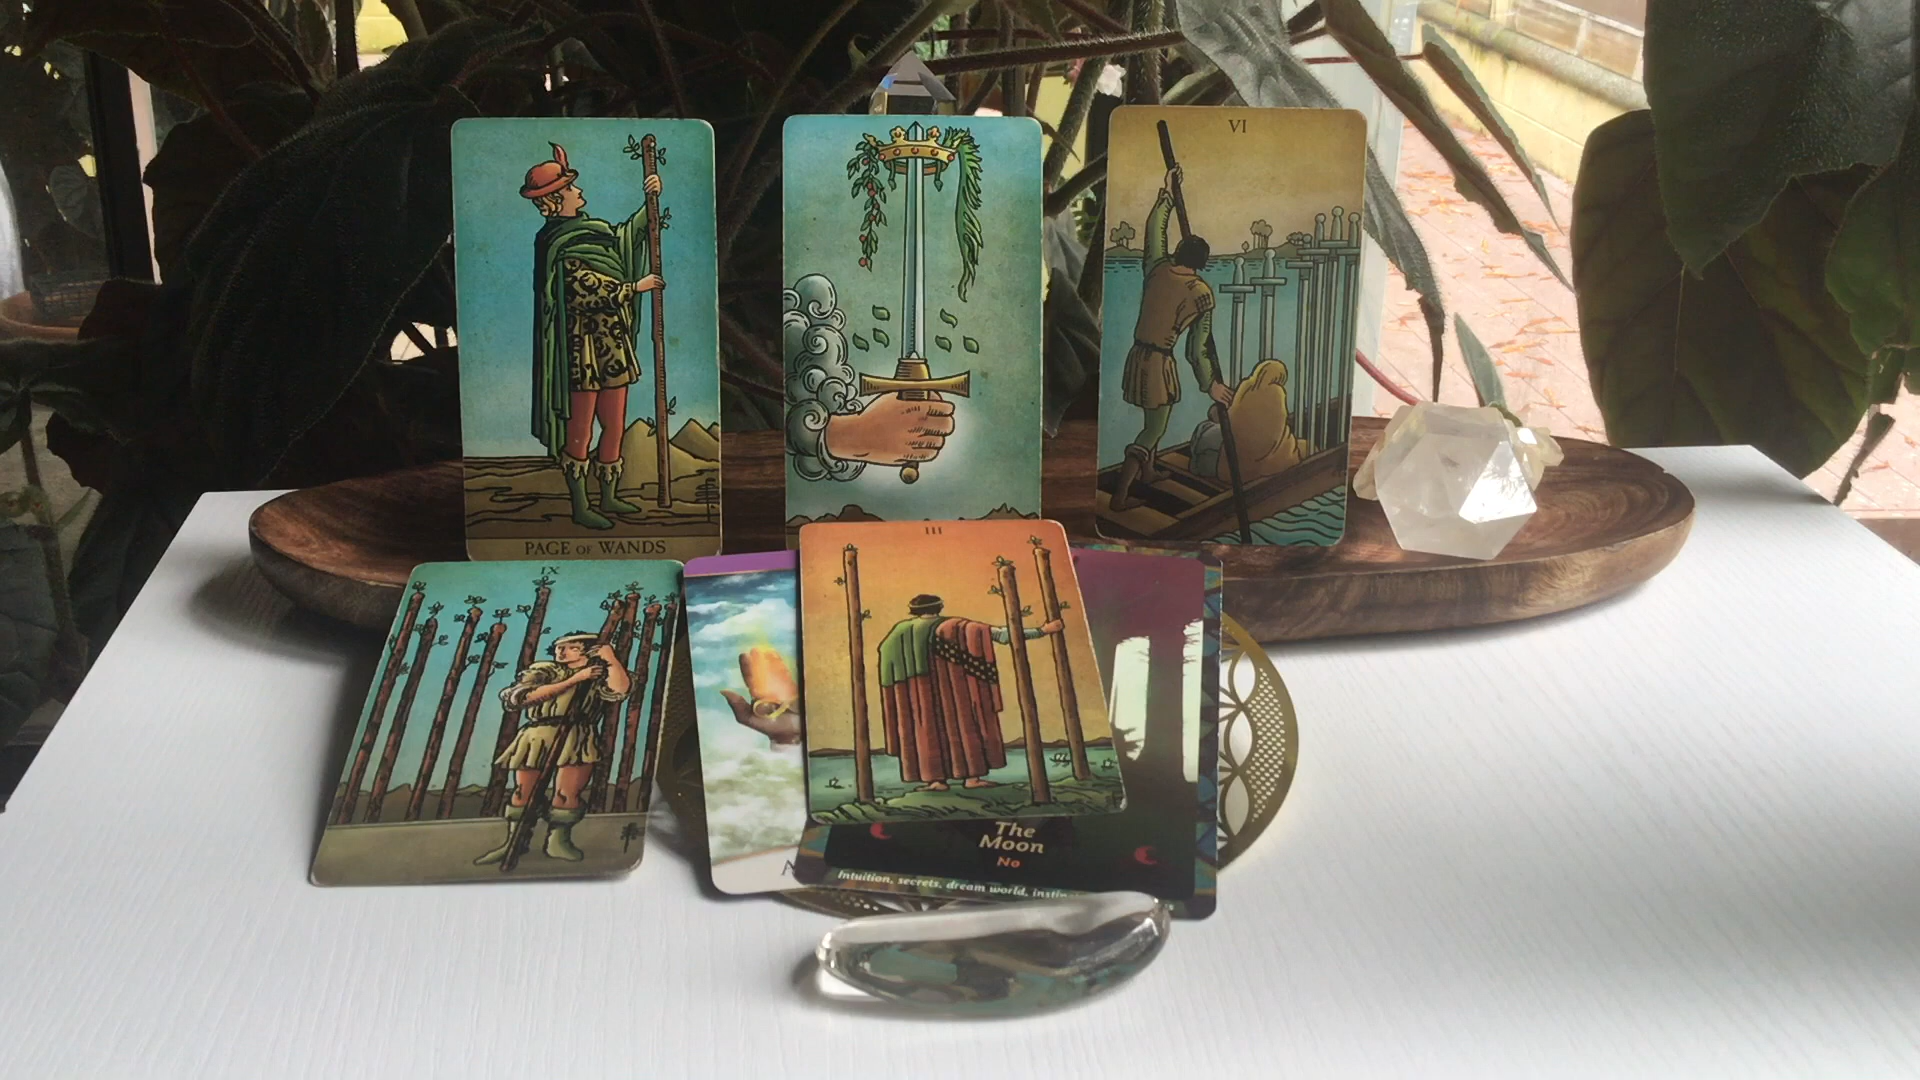 VI
PAGE OF WANDS
IX
III
The
Moon
No
Intuition, secrets, dream world,